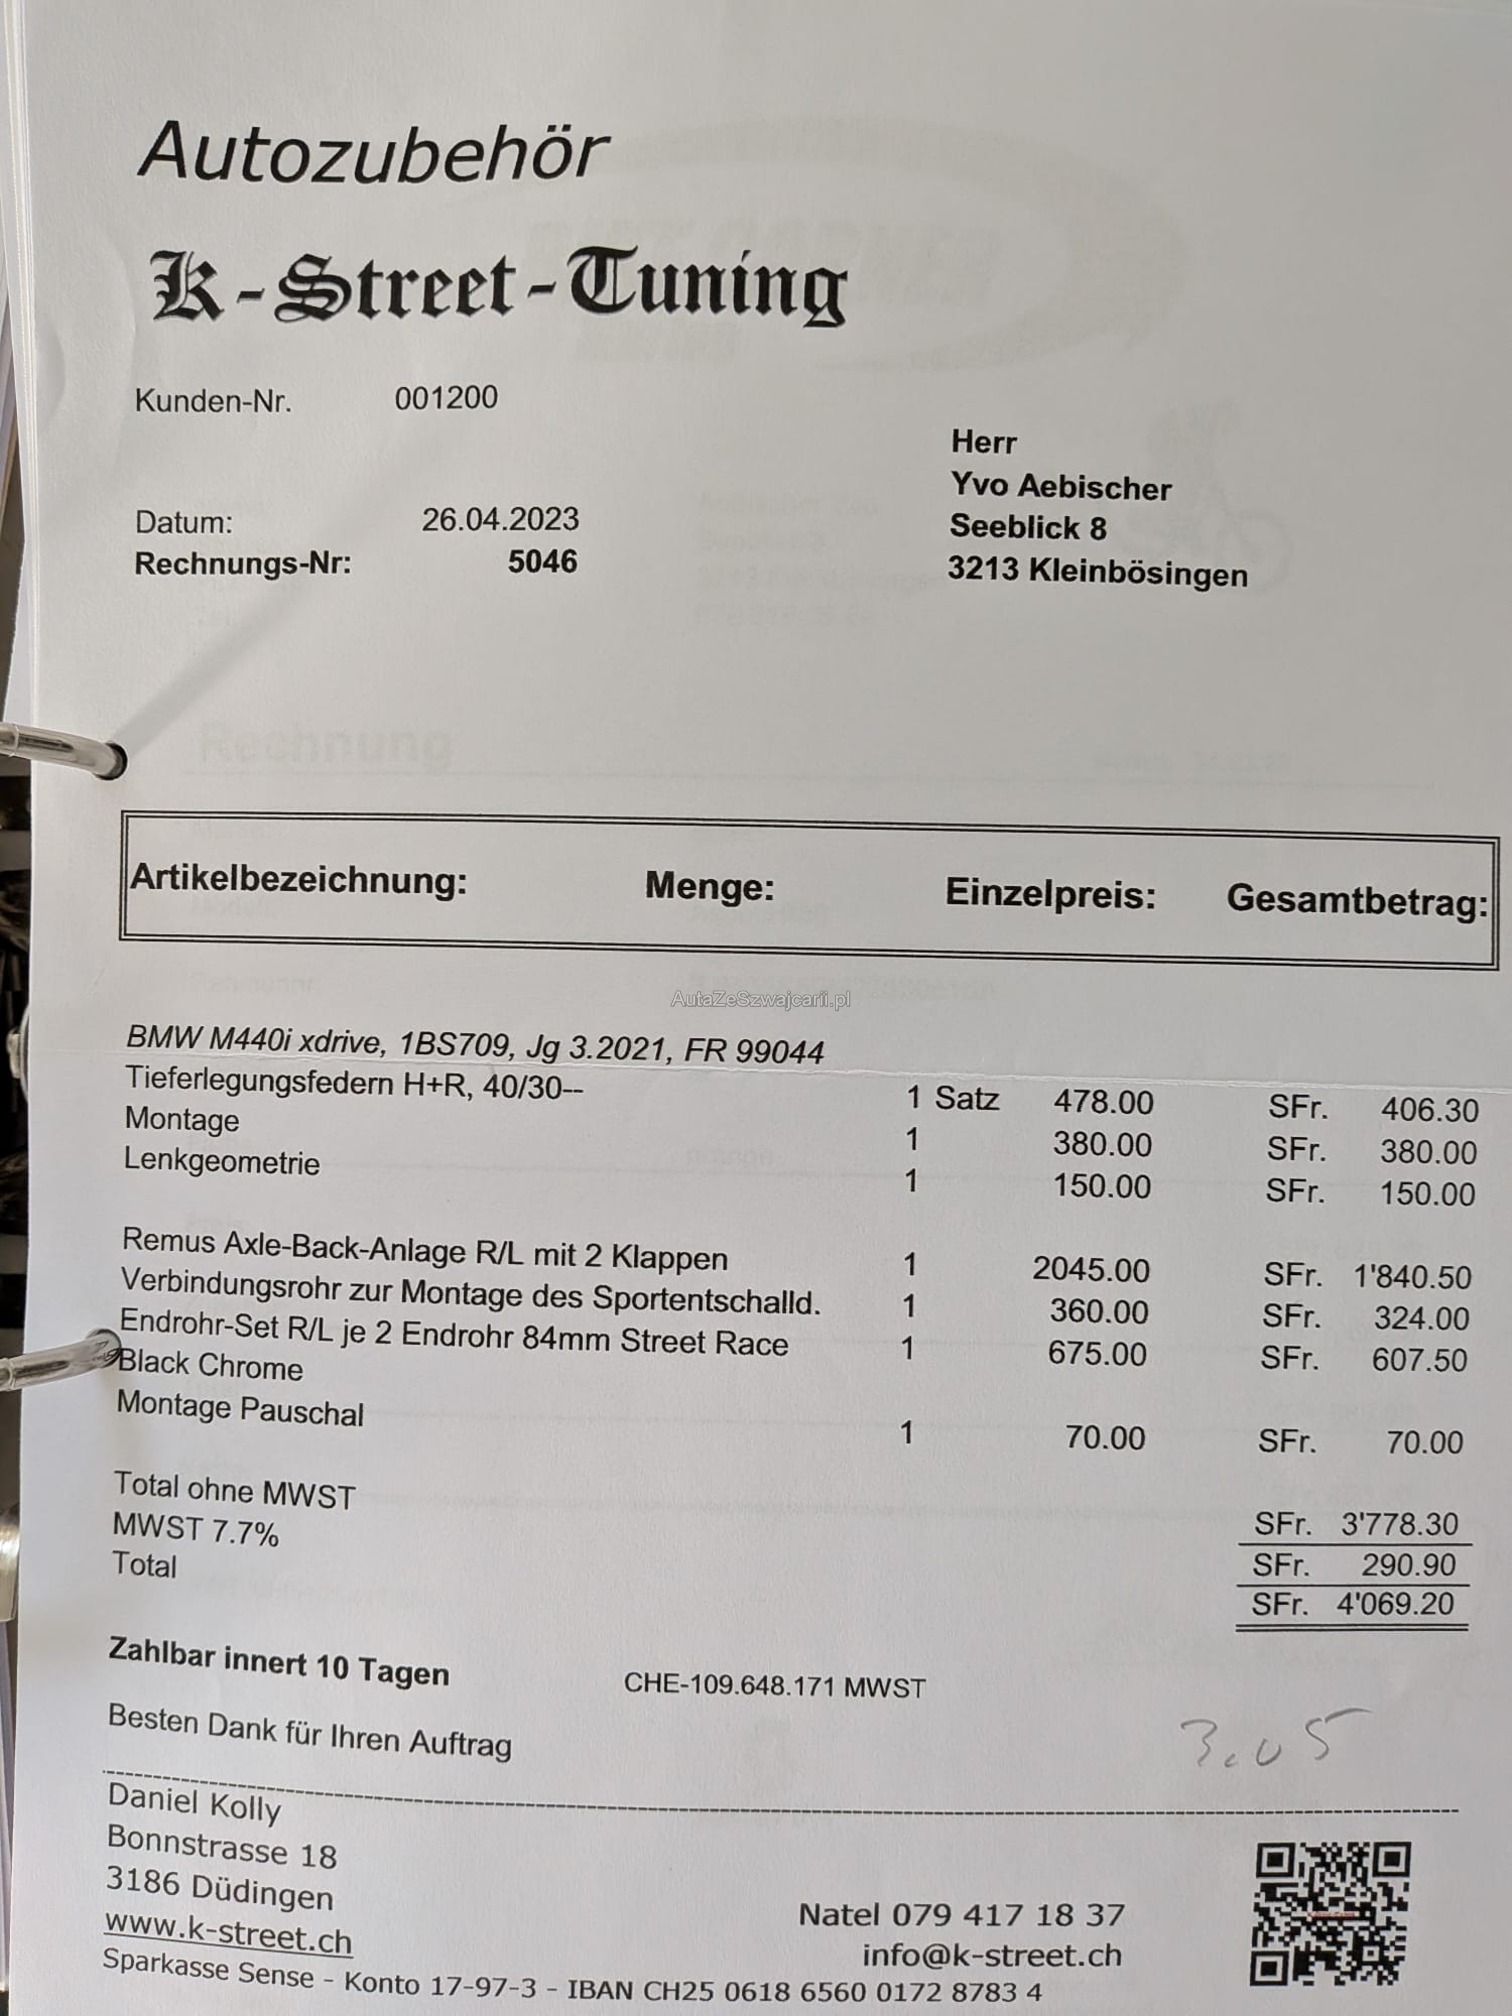 Autozubehör
K-Street-Tuning
Kunden-Nr. 001200
Herr
Yvo Aebischer
Seeblick 8
3213 Kleinbösingen
Datum: 26.04.2023
Rechnungs-Nr: 5046
Rechnung
Artikelbezeichnung: Menge: Einzelpreis: Gesamtbetrag:
AutaZeSzwajcarii.pl
BMW M440i xdrive, 1BS709, Jg 3.2021, FR 99044
Tieferlegungsfedern H+R, 40/30-- 1 Satz 478.00 SFr. 406.30
Montage 1 380.00 SFr. 380.00
Lenkgeometrie 1 150.00 SFr. 150.00
Remus Axle-Back-Anlage R/L mit 2 Klappen 1 2045.00 SFr. 1'840.50
Verbindungsrohr zur Montage des Sportentschalld. 1 360.00 SFr. 324.00
Endrohr-Set R/L je 2 Endrohr 84mm Street Race 1 675.00 SFr. 607.50
Black Chrome
Montage Pauschal 1 70.00 SFr. 70.00
Total ohne MWST SFr. 3'778.30
MWST 7.7% SFr. 290.90
Total SFr. 4'069.20
Zahlbar innert 10 Tagen CHE-109.648.171 MWST
Besten Dank für Ihren Auftrag
3.05
Daniel Kolly
Bonnstrasse 18
3186 Düdingen
www.k-street.ch
Natel 079 417 18 37
info@k-street.ch
Sparkasse Sense - Konto 17-97-3 - IBAN CH25 0618 6560 0172 8783 4